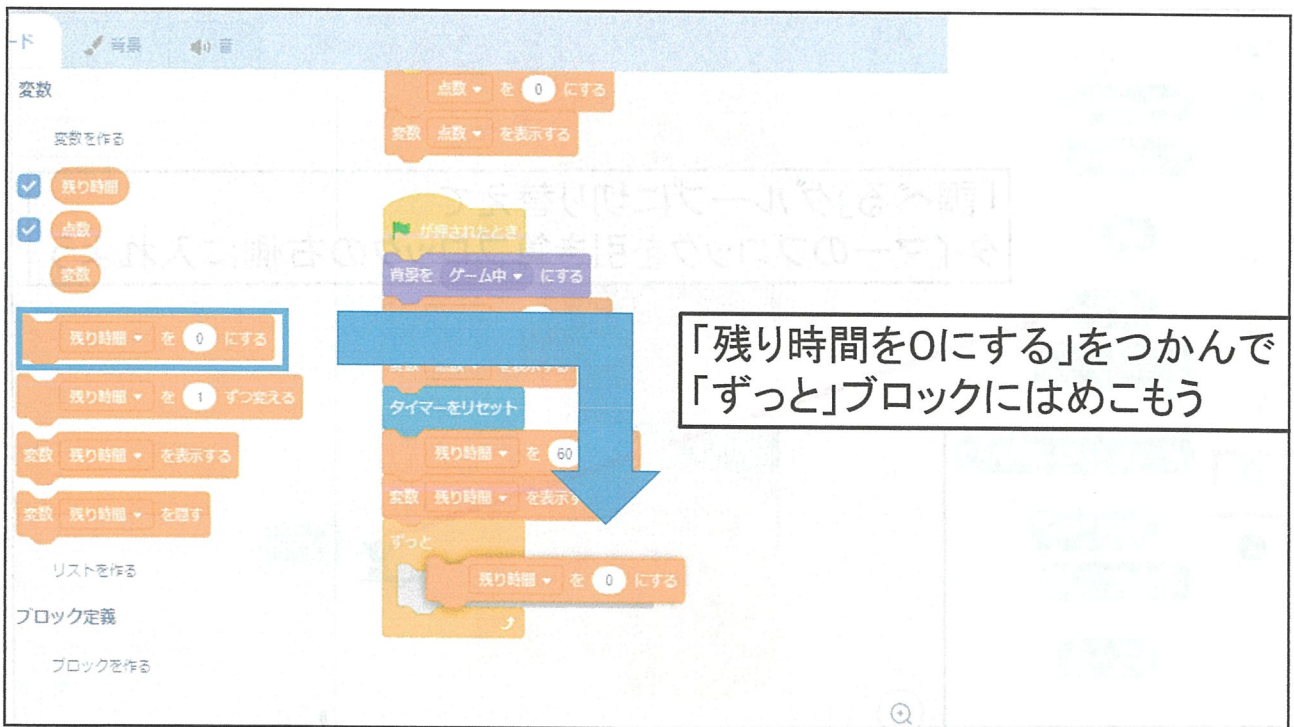 ード 背景 音
変数
変数を作る
残り時間
点数
変数
残り時間 を 0 にする
残り時間 を 1 ずつ変える
変数 残り時間 を表示する
変数 残り時間 を隠す
リストを作る
ブロック定義
ブロックを作る
点数 を 0 にする
変数 点数 を表示する
が押されたとき
背景を ゲーム中 にする
変数 点数 を表示する
タイマーをリセット
残り時間 を 60
変数 残り時間 を表示す
ずっと
残り時間 を 0 にする
「残り時間を0にする」をつかんで
「ずっと」ブロックにはめこもう